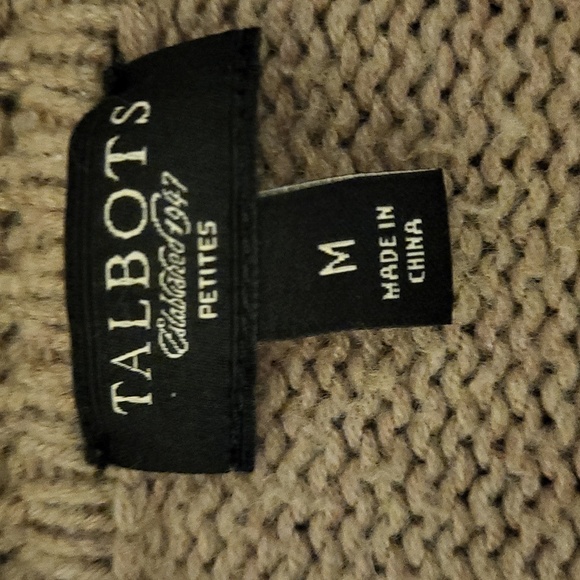 TALBOTS
Established 1947
PETITES
M
MADE IN
CHINA